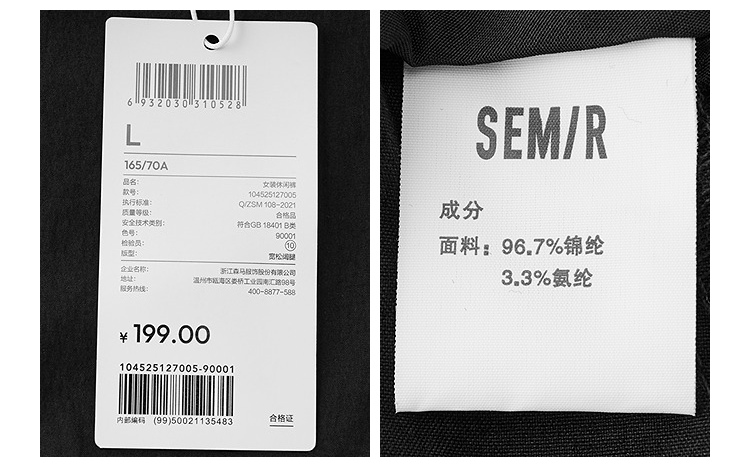 6 932030 310528
L
165/70A
品名: 女装休闲裤
款号: 104525127005
执行标准: Q/ZSM 108-2021
质量等级: 合格品
安全技术类别: 符合GB 18401 B类
色号: 90001
检验员: 10
版型: 宽松阔腿
企业名称: 浙江森马服饰股份有限公司
地址: 温州市瓯海区娄桥工业园南汇路98号
服务热线: 400-8877-588
¥ 199.00
104525127005-90001
内部编码 (99)50021135483
合格证
SEM/R
成分
面料: 96.7%锦纶
3.3%氨纶